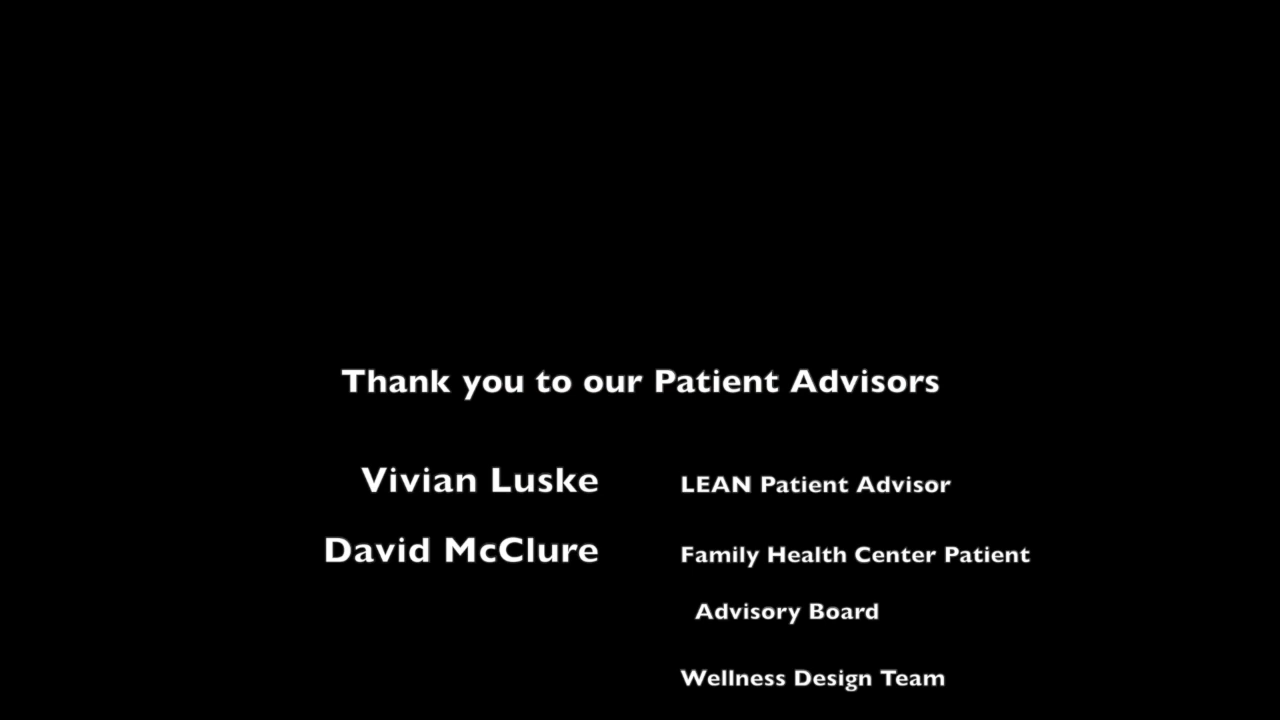 Thank you to our Patient Advisors
Vivian Luske LEAN Patient Advisor
David McClure Family Health Center Patient
Advisory Board
Wellness Design Team